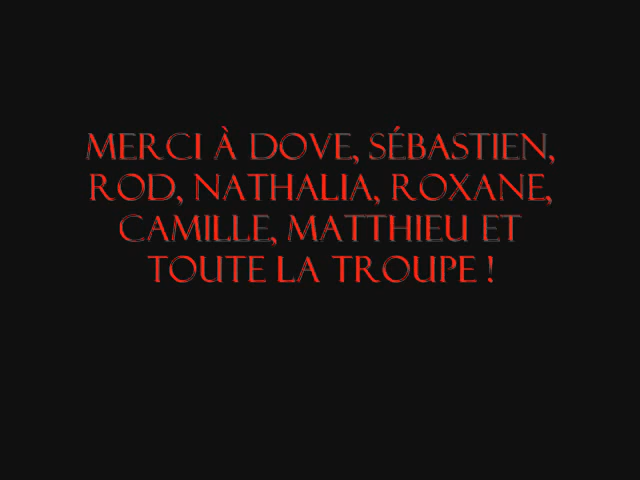 MERCI À DOVE, SÉBASTIEN,
ROD, NATHALIA, ROXANE,
CAMILLE, MATTHIEU ET
TOUTE LA TROUPE !